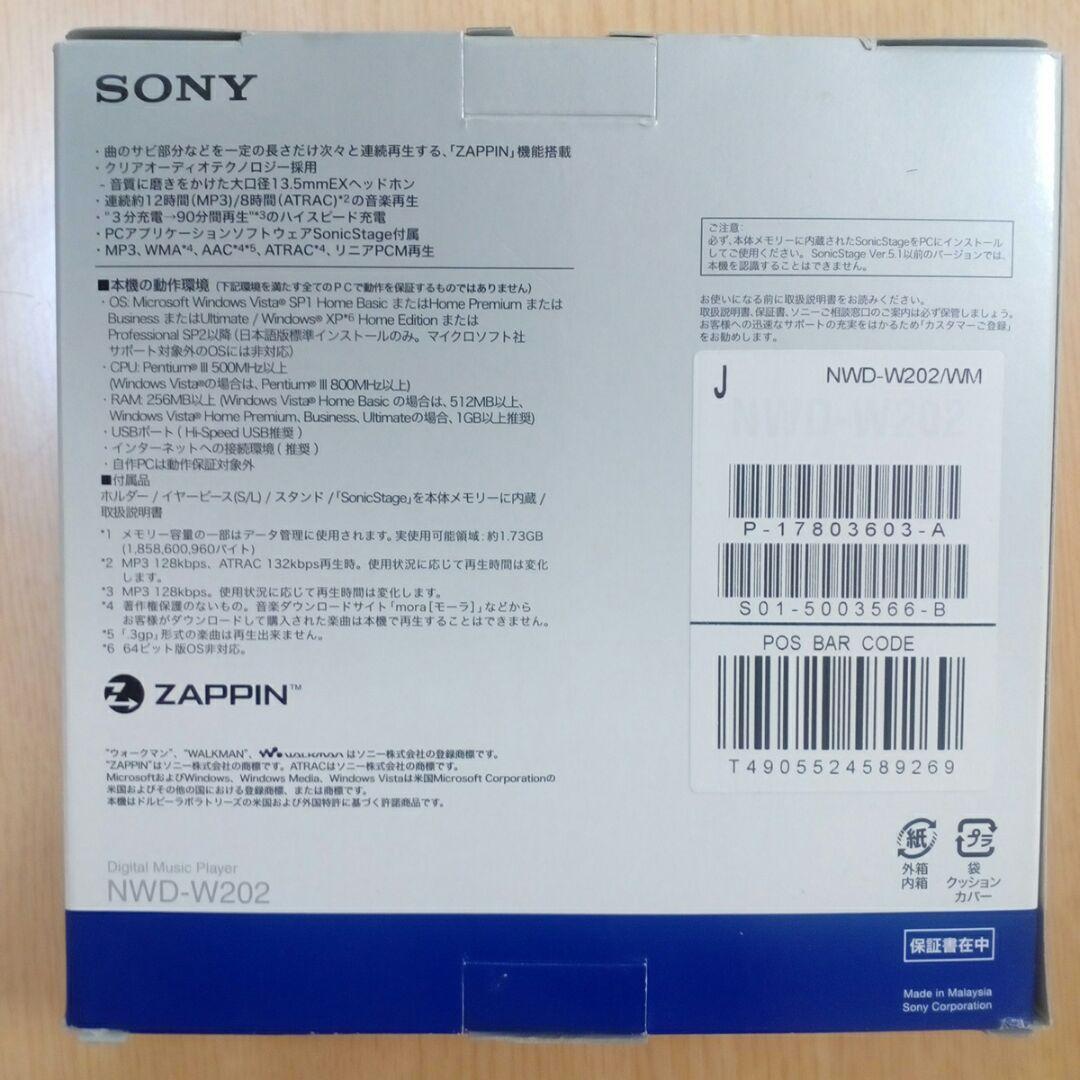 SONY
・曲のサビ部分などを一定の長さだけ次々と連続再生する、「ZAPPIN」機能搭載
・クリアオーディオテクノロジー採用
- 音質に磨きをかけた大口径13.5mmEXヘッドホン
・連続約12時間(MP3)/8時間(ATRAC)*2の音楽再生
・"3分充電→90分間再生"*3のハイスピード充電
・PCアプリケーションソフトウェアSonicStage付属
・MP3、WMA*4、AAC*4*5、ATRAC*4、リニアPCM再生
■本機の動作環境(下記環境を満たす全てのPCで動作を保証するものではありません)
・OS: Microsoft Windows Vista® SP1 Home Basic またはHome Premium または
Business またはUltimate / Windows® XP*6 Home Edition または
Professional SP2以降(日本語版標準インストールのみ。マイクロソフト社
サポート対象外のOSには非対応)
・CPU: Pentium® III 500MHz以上
(Windows Vista®の場合は、Pentium® III 800MHz以上)
・RAM: 256MB以上 (Windows Vista® Home Basic の場合は、512MB以上、
Windows Vista® Home Premium、Business、Ultimateの場合、1GB以上推奨)
・USBポート ( Hi-Speed USB推奨 )
・インターネットへの接続環境 ( 推奨 )
・自作PCは動作保証対象外
■付属品
ホルダー / イヤーピース(S/L) / スタンド /「SonicStage」を本体メモリーに内蔵 /
取扱説明書
*1 メモリー容量の一部はデータ管理に使用されます。実使用可能領域: 約1.73GB
(1,858,600,960バイト)
*2 MP3 128kbps、ATRAC 132kbps再生時。使用状況に応じて再生時間は変化
します。
*3 MP3 128kbps。使用状況に応じて再生時間は変化します。
*4 著作権保護のないもの。音楽ダウンロードサイト「mora[モーラ]」などから
お客様がダウンロードして購入された楽曲は本機で再生することはできません。
*5「.3gp」形式の楽曲は再生出来ません。
*6 64ビット版OS非対応。
ZAPPIN™
"ウォークマン"、"WALKMAN"、WALKMAN はソニー株式会社の登録商標です。
"ZAPPIN"はソニー株式会社の商標です。ATRACはソニー株式会社の商標です。
MicrosoftおよびWindows、Windows Media、Windows Vistaは米国Microsoft Corporationの
米国およびその他の国における登録商標、または商標です。
本機はドルビーラボラトリーズの米国および外国特許に基づく許諾商品です。
Digital Music Player
NWD-W202
ご注意:
必ず、本体メモリーに内蔵されたSonicStageをPCにインストール
してご使用ください。SonicStage Ver.5.1以前のバージョンでは、
本機を認識することはできません。
お使いになる前に取扱説明書をお読みください。
取扱説明書、保証書、ソニーご相談窓口のご案内は必ず保管しましょう。
お客様への迅速なサポートの充実をはかるため「カスタマーご登録」
をお勧めします。
J NWD-W202/WM
P-17803603-A
S01-5003566-B
POS BAR CODE
T4905524589269
紙 プラ
外箱 袋
内箱 クッション
カバー
保証書在中
Made in Malaysia
Sony Corporation